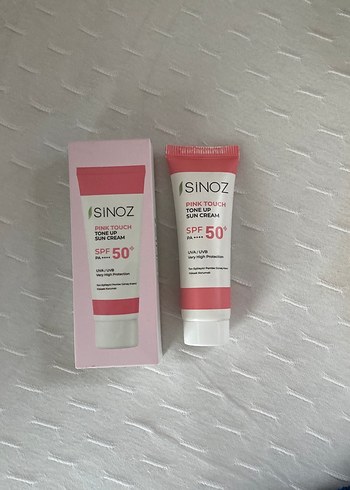 SINOZ
PINK TOUCH
TONE UP
SUN CREAM
SPF 50+
PA ++++
UVA / UVB
Very High Protection
SINOZ
PINK TOUCH
TONE UP
SUN CREAM
SPF 50+
PA ++++
UVA / UVB
Very High Protection